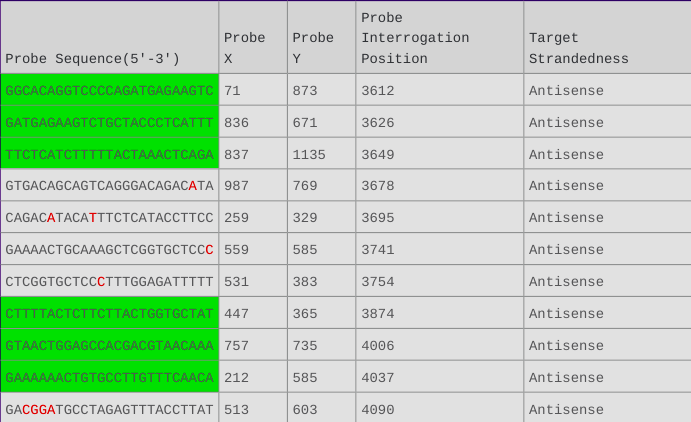 Probe Sequence(5'-3') Probe X Probe Y Probe Interrogation Position Target Strandedness
GGCACAGGTCCCCAGATGAGAAGTC 71 873 3612 Antisense
GATGAGAAGTCTGCTACCCTCATTT 836 671 3626 Antisense
TTCTCATCTTTTTACTAAACTCAGA 837 1135 3649 Antisense
GTGACAGCAGTCAGGGACAGACATA 987 769 3678 Antisense
CAGACATACATTTCTCATACCTTCC 259 329 3695 Antisense
GAAAACTGCAAAGCTCGGTGCTCCC 559 585 3741 Antisense
CTCGGTGCTCCCTTTGGAGATTTTT 531 383 3754 Antisense
CTTTTACTCTTCTTACTGGTGCTAT 447 365 3874 Antisense
GTAACTGGAGCCACGACGTAACAAA 757 735 4006 Antisense
GAAAAAACTGTGCCTTGTTTCAACA 212 585 4037 Antisense
GACGGATGCCTAGAGTTTACCTTAT 513 603 4090 Antisense